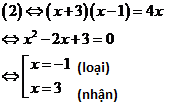 (2) ⇔ (x+3)(x−1) = 4x
⇔ x² − 2x + 3 = 0
⇔ [ x = −1 (loại)
x = 3 (nhận)